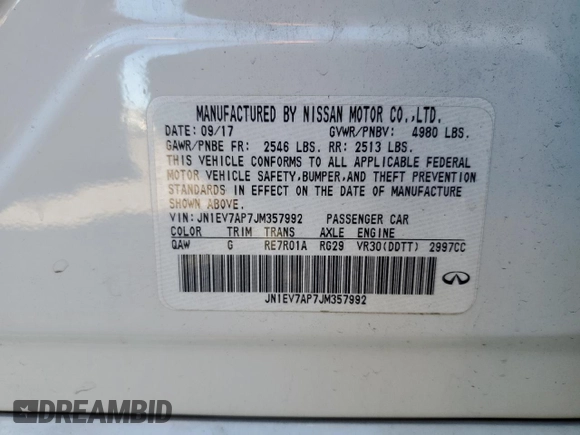 MANUFACTURED BY NISSAN MOTOR CO.,LTD.
DATE: 09/17 GVWR/PNBV: 4980 LBS.
GAWR/PNBE FR: 2546 LBS. RR: 2513 LBS.
THIS VEHICLE CONFORMS TO ALL APPLICABLE FEDERAL
MOTOR VEHICLE SAFETY,BUMPER,AND THEFT PREVENTION
STANDARDS IN EFFECT ON THE DATE OF MANUFACTURE
SHOWN ABOVE.
VIN:JN1EV7AP7JM357992 PASSENGER CAR
COLOR TRIM TRANS AXLE ENGINE
QAW G RE7R01A RG29 VR30(DDTT) 2997CC
JN1EV7AP7JM357992
DREAMBID